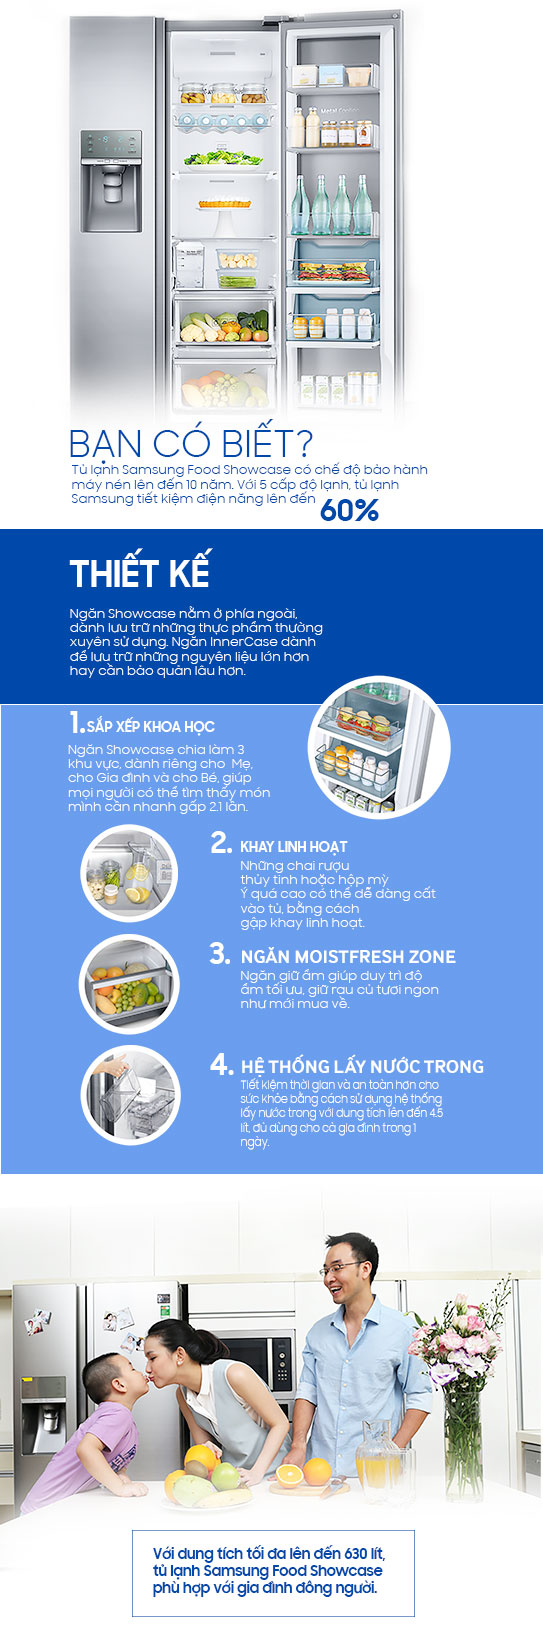 Metal Cooling
BẠN CÓ BIẾT?
Tủ lạnh Samsung Food Showcase có chế độ bảo hành
máy nén lên đến 10 năm. Với 5 cấp độ lạnh, tủ lạnh
Samsung tiết kiệm điện năng lên đến 60%
THIẾT KẾ
Ngăn Showcase nằm ở phía ngoài,
dành lưu trữ những thực phẩm thường
xuyên sử dụng. Ngăn InnerCase dành
để lưu trữ những nguyên liệu lớn hơn
hay cần bảo quản lâu hơn.
1. SẮP XẾP KHOA HỌC
Ngăn Showcase chia làm 3
khu vực, dành riêng cho Mẹ,
cho Gia đình và cho Bé, giúp
mọi người có thể tìm thấy món
mình cần nhanh gấp 2,1 lần.
2. KHAY LINH HOẠT
Những chai rượu
thủy tinh hoặc hộp mỳ
Ý quá cao có thể dễ dàng cất
vào tủ, bằng cách
gập khay linh hoạt.
3. NGĂN MOISTFRESH ZONE
Ngăn giữ ẩm giúp duy trì độ
ẩm tối ưu, giữ rau củ tươi ngon
như mới mua về.
4. HỆ THỐNG LẤY NƯỚC TRONG
Tiết kiệm thời gian và an toàn hơn cho
sức khỏe bằng cách sử dụng hệ thống
lấy nước trong với dung tích lên đến 4.5
lít, đủ dùng cho cả gia đình trong 1
ngày.
Với dung tích tối đa lên đến 630 lít,
tủ lạnh Samsung Food Showcase
phù hợp với gia đình đông người.